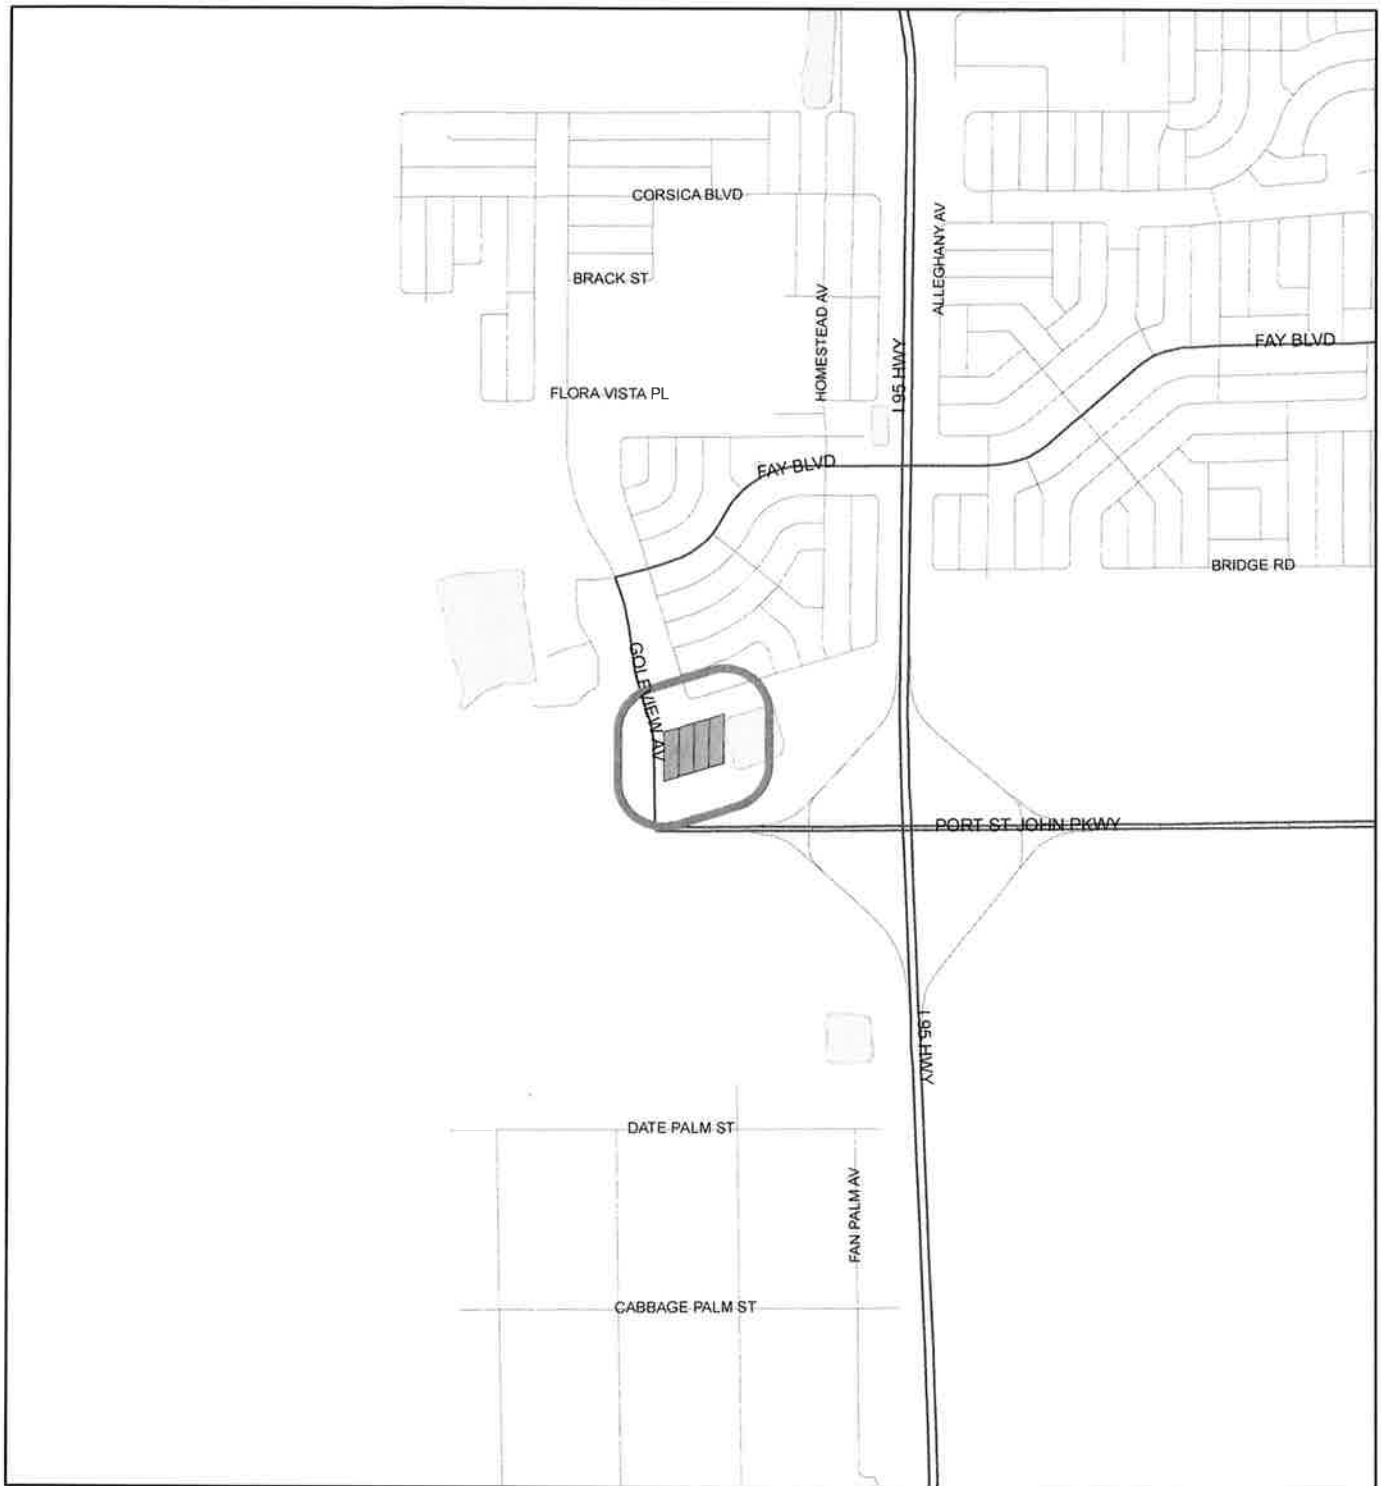 CORSICA BLVD
ALLEGHANY AV
BRACK ST
HOMESTEAD AV
FAY BLVD
I 95 HWY
FLORA VISTA PL
FAY BLVD
BRIDGE RD
GOLFVIEW AV
PORT ST JOHN PKWY
I 95 HWY
DATE PALM ST
FAN PALM AV
CABBAGE PALM ST